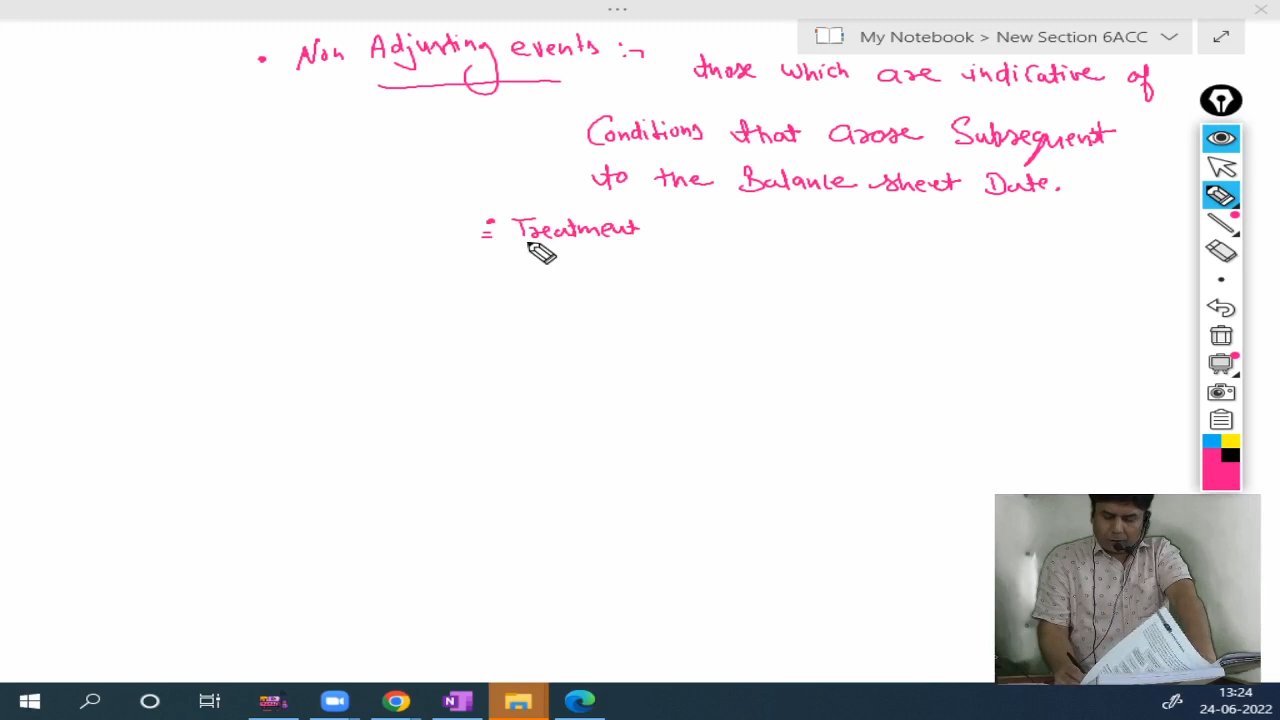 ...
My Notebook > New Section 6ACC
• Non Adjusting events :- those which are indicative of
Conditions that arose Subsequent
to the Balance sheet Date.
Treatment
13:24
24-06-2022